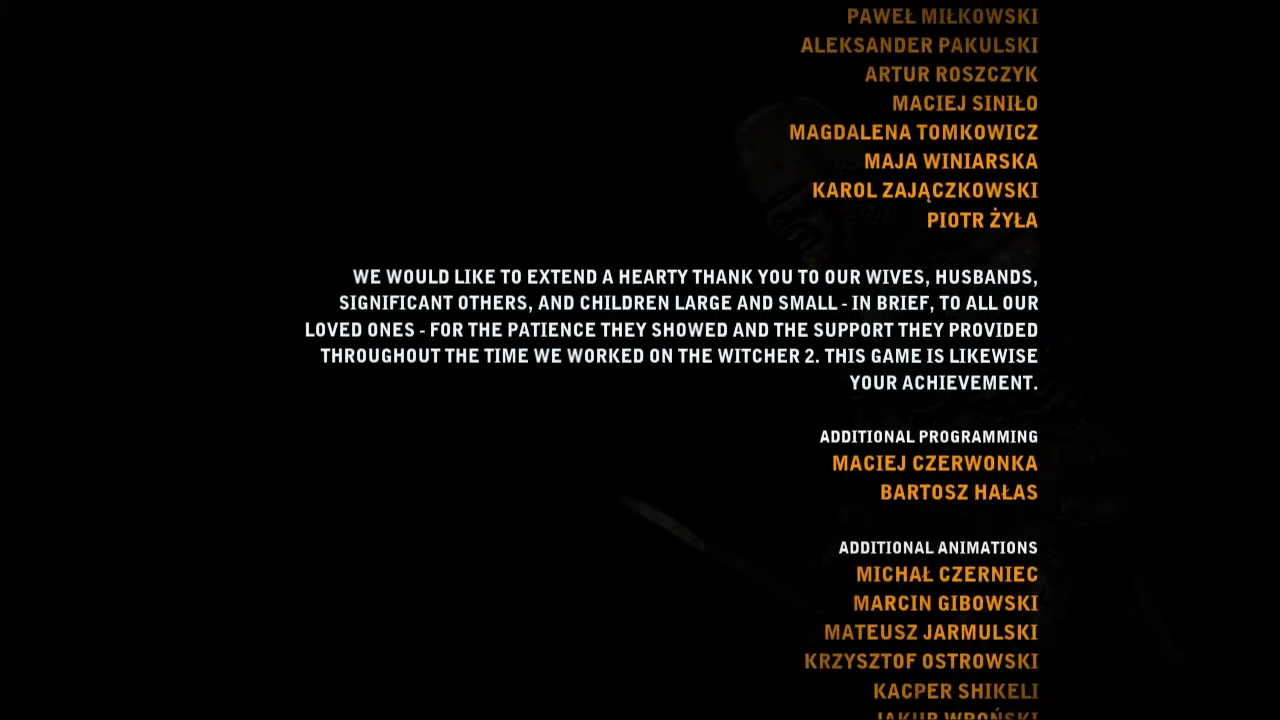 PAWEŁ MIŁKOWSKI
ALEKSANDER PAKULSKI
ARTUR ROSZCZYK
MACIEJ SINIŁO
MAGDALENA TOMKOWICZ
MAJA WINIARSKA
KAROL ZAJĄCZKOWSKI
PIOTR ŻYŁA
WE WOULD LIKE TO EXTEND A HEARTY THANK YOU TO OUR WIVES, HUSBANDS,
SIGNIFICANT OTHERS, AND CHILDREN LARGE AND SMALL - IN BRIEF, TO ALL OUR
LOVED ONES - FOR THE PATIENCE THEY SHOWED AND THE SUPPORT THEY PROVIDED
THROUGHOUT THE TIME WE WORKED ON THE WITCHER 2. THIS GAME IS LIKEWISE
YOUR ACHIEVEMENT.
ADDITIONAL PROGRAMMING
MACIEJ CZERWONKA
BARTOSZ HAŁAS
ADDITIONAL ANIMATIONS
MICHAŁ CZERNIEC
MARCIN GIBOWSKI
MATEUSZ JARMULSKI
KRZYSZTOF OSTROWSKI
KACPER SHIKELI
JAKUB WROŃSKI